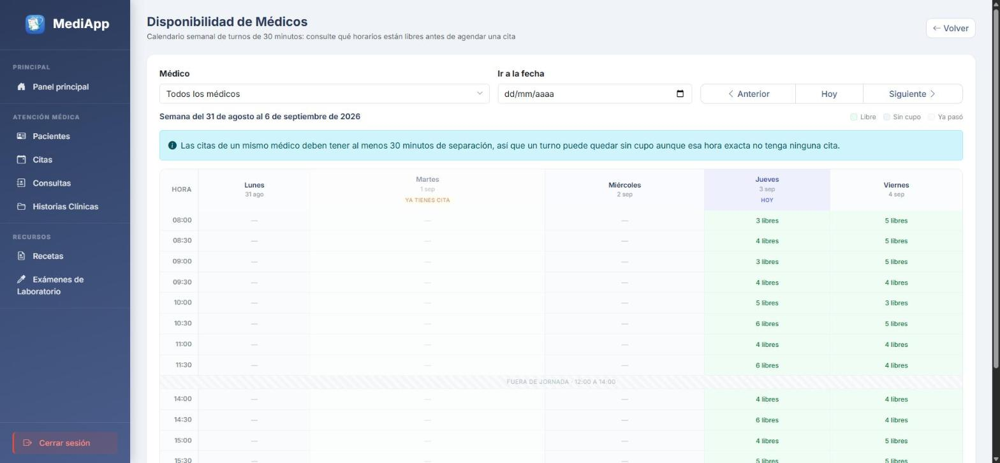 MediApp
PRINCIPAL
Panel principal
ATENCIÓN MÉDICA
Pacientes
Citas
Consultas
Historias Clínicas
RECURSOS
Recetas
Exámenes de
Laboratorio
Cerrar sesión
Disponibilidad de Médicos
Calendario semanal de turnos de 30 minutos: consulte qué horarios están libres antes de agendar una cita
← Volver
Médico
Ir a la fecha
Todos los médicos
dd/mm/aaaa
Anterior
Hoy
Siguiente
Semana del 31 de agosto al 6 de septiembre de 2026
Libre Sin cupo Ya pasó
Las citas de un mismo médico deben tener al menos 30 minutos de separación, así que un turno puede quedar sin cupo aunque esa hora exacta no tenga ninguna cita.
HORA
Lunes
31 ago
Martes
1 sep
YA TIENES CITA
Miércoles
2 sep
Jueves
3 sep
HOY
Viernes
4 sep
08:00 — — — 3 libres 5 libres
08:30 — — — 4 libres 5 libres
09:00 — — — 3 libres 5 libres
09:30 — — — 4 libres 4 libres
10:00 — — — 5 libres 3 libres
10:30 — — — 6 libres 5 libres
11:00 — — — 4 libres 4 libres
11:30 — — — 6 libres 4 libres
FUERA DE JORNADA · 12:00 A 14:00
14:00 — — — 4 libres 4 libres
14:30 — — — 6 libres 4 libres
15:00 — — — 4 libres 5 libres
15:30 — — — 5 libres 5 libres